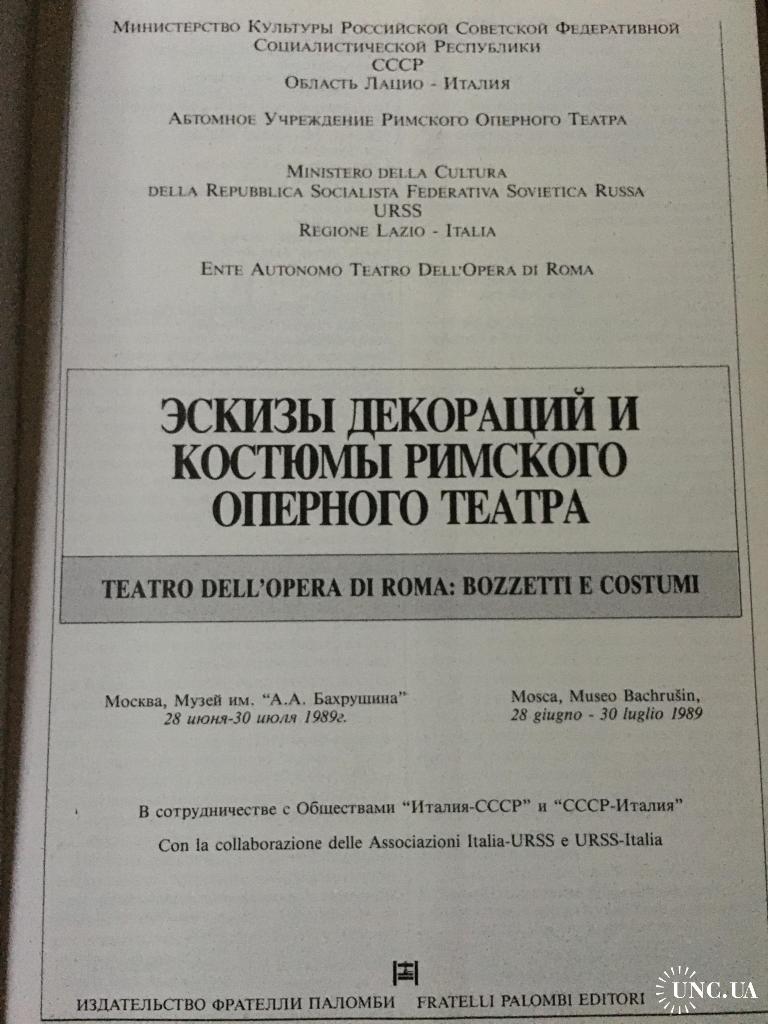 Министерство Культуры Российской Советской Федеративной
Социалистической Республики
СССР
Область Лацио - Италия
Абтомное Учреждение Римского Оперного Театра
Ministero della Cultura
della Repubblica Socialista Federativa Sovietica Russa
URSS
Regione Lazio - Italia
Ente Autonomo Teatro Dell'Opera di Roma
ЭСКИЗЫ ДЕКОРАЦИЙ И
КОСТЮМЫ РИМСКОГО
ОПЕРНОГО ТЕАТРА
TEATRO DELL'OPERA DI ROMA: BOZZETTI E COSTUMI
Москва, Музей им. "А.А. Бахрушина"
28 июня-30 июля 1989г.
Mosca, Museo Bachrušin,
28 giugno - 30 luglio 1989
В сотрудничестве с Обществами "Италия-СССР" и "СССР-Италия"
Con la collaborazione delle Associazioni Italia-URSS e URSS-Italia
ИЗДАТЕЛЬСТВО ФРАТЕЛЛИ ПАЛОМБИ FRATELLI PALOMBI EDITORI
UNC.UA